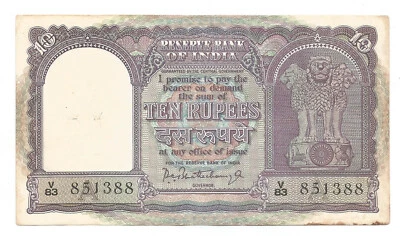 10 RESERVE BANK 10
OF INDIA
GUARANTEED BY THE CENTRAL GOVERNMENT
I promise to pay the
bearer on demand
the sum of
TEN RUPEES
दस रूपये
at any office of issue
FOR THE RESERVE BANK OF INDIA
GOVERNOR
V/83 851388
V/83 851388